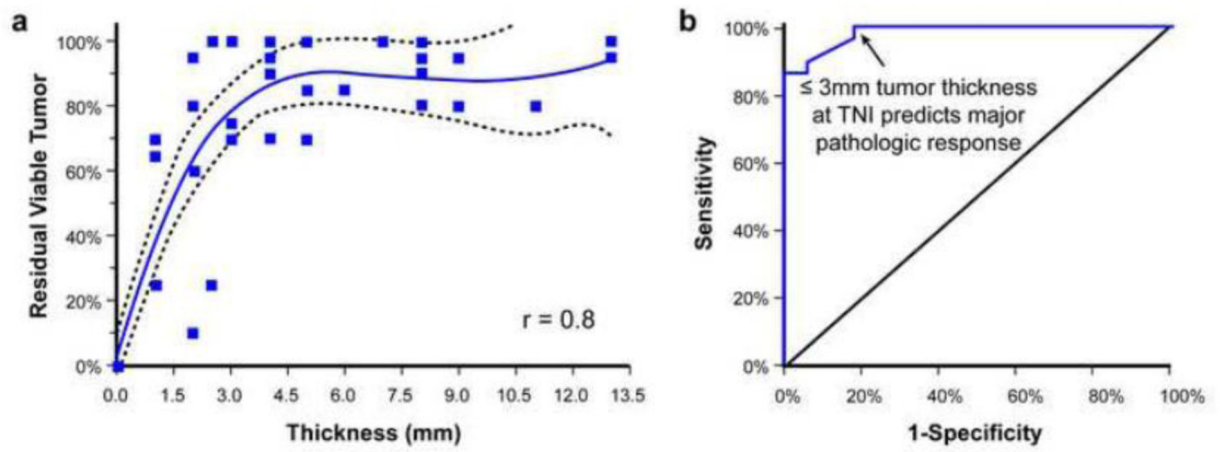 a
Residual Viable Tumor
100%
80%
60%
40%
20%
0%
r = 0.8
0.0 1.5 3.0 4.5 6.0 7.5 9.0 10.5 12.0 13.5
Thickness (mm)
b
Sensitivity
100%
80%
60%
40%
20%
0%
≤ 3mm tumor thickness
at TNI predicts major
pathologic response
0% 20% 40% 60% 80% 100%
1-Specificity